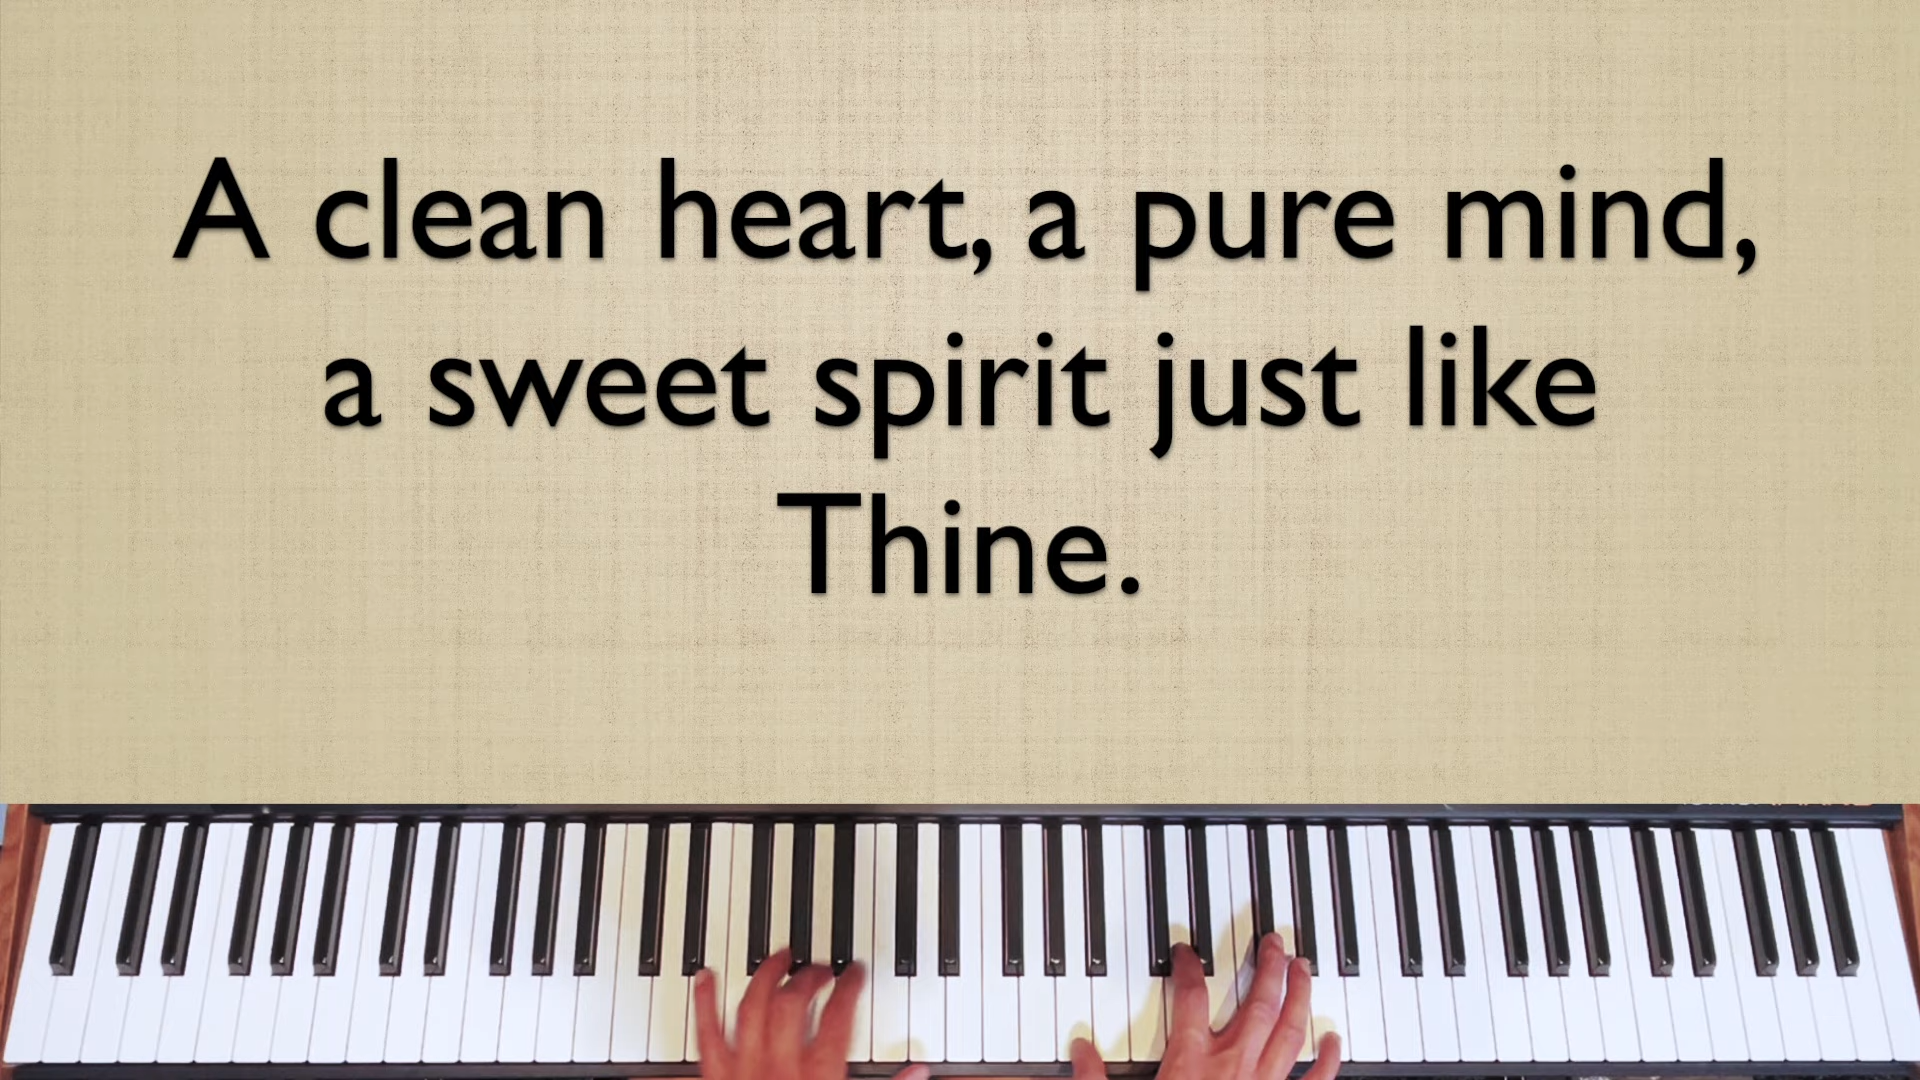 A clean heart, a pure mind,
a sweet spirit just like
Thine.